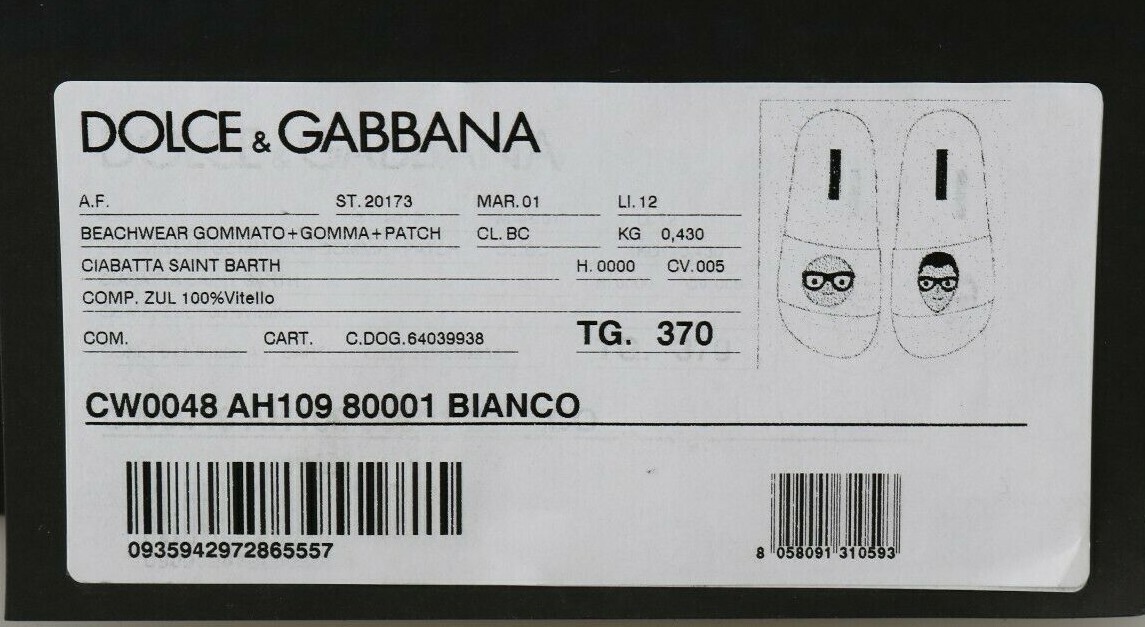 DOLCE & GABBANA
A.F. ST. 20173 MAR. 01 LI. 12
BEACHWEAR GOMMATO+GOMMA+PATCH CL. BC KG 0,430
CIABATTA SAINT BARTH H. 0000 CV. 005
COMP. ZUL 100%Vitello
COM. CART. C.DOG.64039938 TG. 370
CW0048 AH109 80001 BIANCO
0935942972865557
8 058091 310593